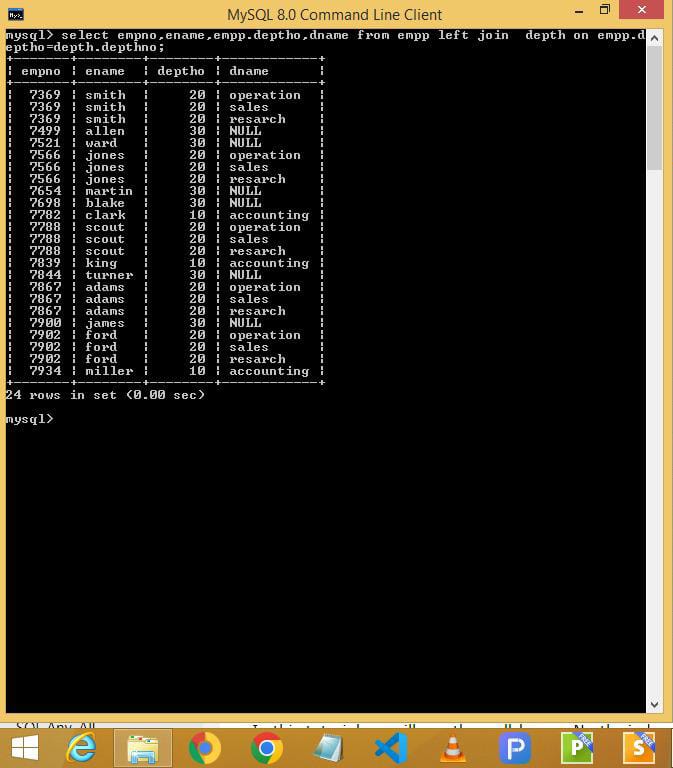 MySQL 8.0 Command Line Client
mysql> select empno,ename,empp.deptho,dname from empp left join  depth on empp.d
eptho=depth.depthno;
+-------+--------+--------+------------+
| empno | ename  | deptho | dname      |
+-------+--------+--------+------------+
|  7369 | smith  |     20 | operation  |
|  7369 | smith  |     20 | sales      |
|  7369 | smith  |     20 | resarch    |
|  7499 | allen  |     30 | NULL       |
|  7521 | ward   |     30 | NULL       |
|  7566 | jones  |     20 | operation  |
|  7566 | jones  |     20 | sales      |
|  7566 | jones  |     20 | resarch    |
|  7654 | martin |     30 | NULL       |
|  7698 | blake  |     30 | NULL       |
|  7782 | clark  |     10 | accounting |
|  7788 | scout  |     20 | operation  |
|  7788 | scout  |     20 | sales      |
|  7788 | scout  |     20 | resarch    |
|  7839 | king   |     10 | accounting |
|  7844 | turner |     30 | NULL       |
|  7867 | adams  |     20 | operation  |
|  7867 | adams  |     20 | sales      |
|  7867 | adams  |     20 | resarch    |
|  7900 | james  |     30 | NULL       |
|  7902 | ford   |     20 | operation  |
|  7902 | ford   |     20 | sales      |
|  7902 | ford   |     20 | resarch    |
|  7934 | miller |     10 | accounting |
+-------+--------+--------+------------+
24 rows in set (0.00 sec)
mysql>
SQL Any, All